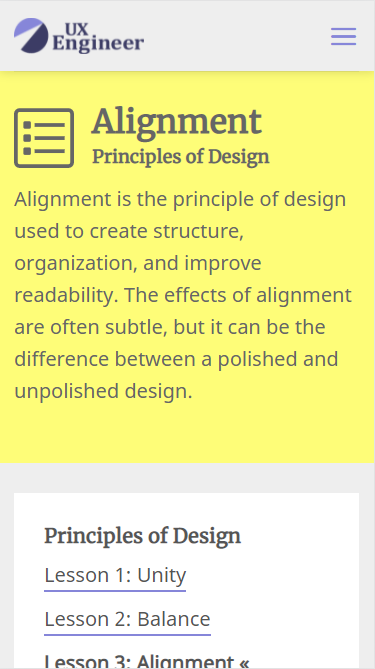 UX
Engineer
Alignment
Principles of Design
Alignment is the principle of design
used to create structure,
organization, and improve
readability. The effects of alignment
are often subtle, but it can be the
difference between a polished and
unpolished design.
Principles of Design
Lesson 1: Unity
Lesson 2: Balance
Lesson 3: Alignment «